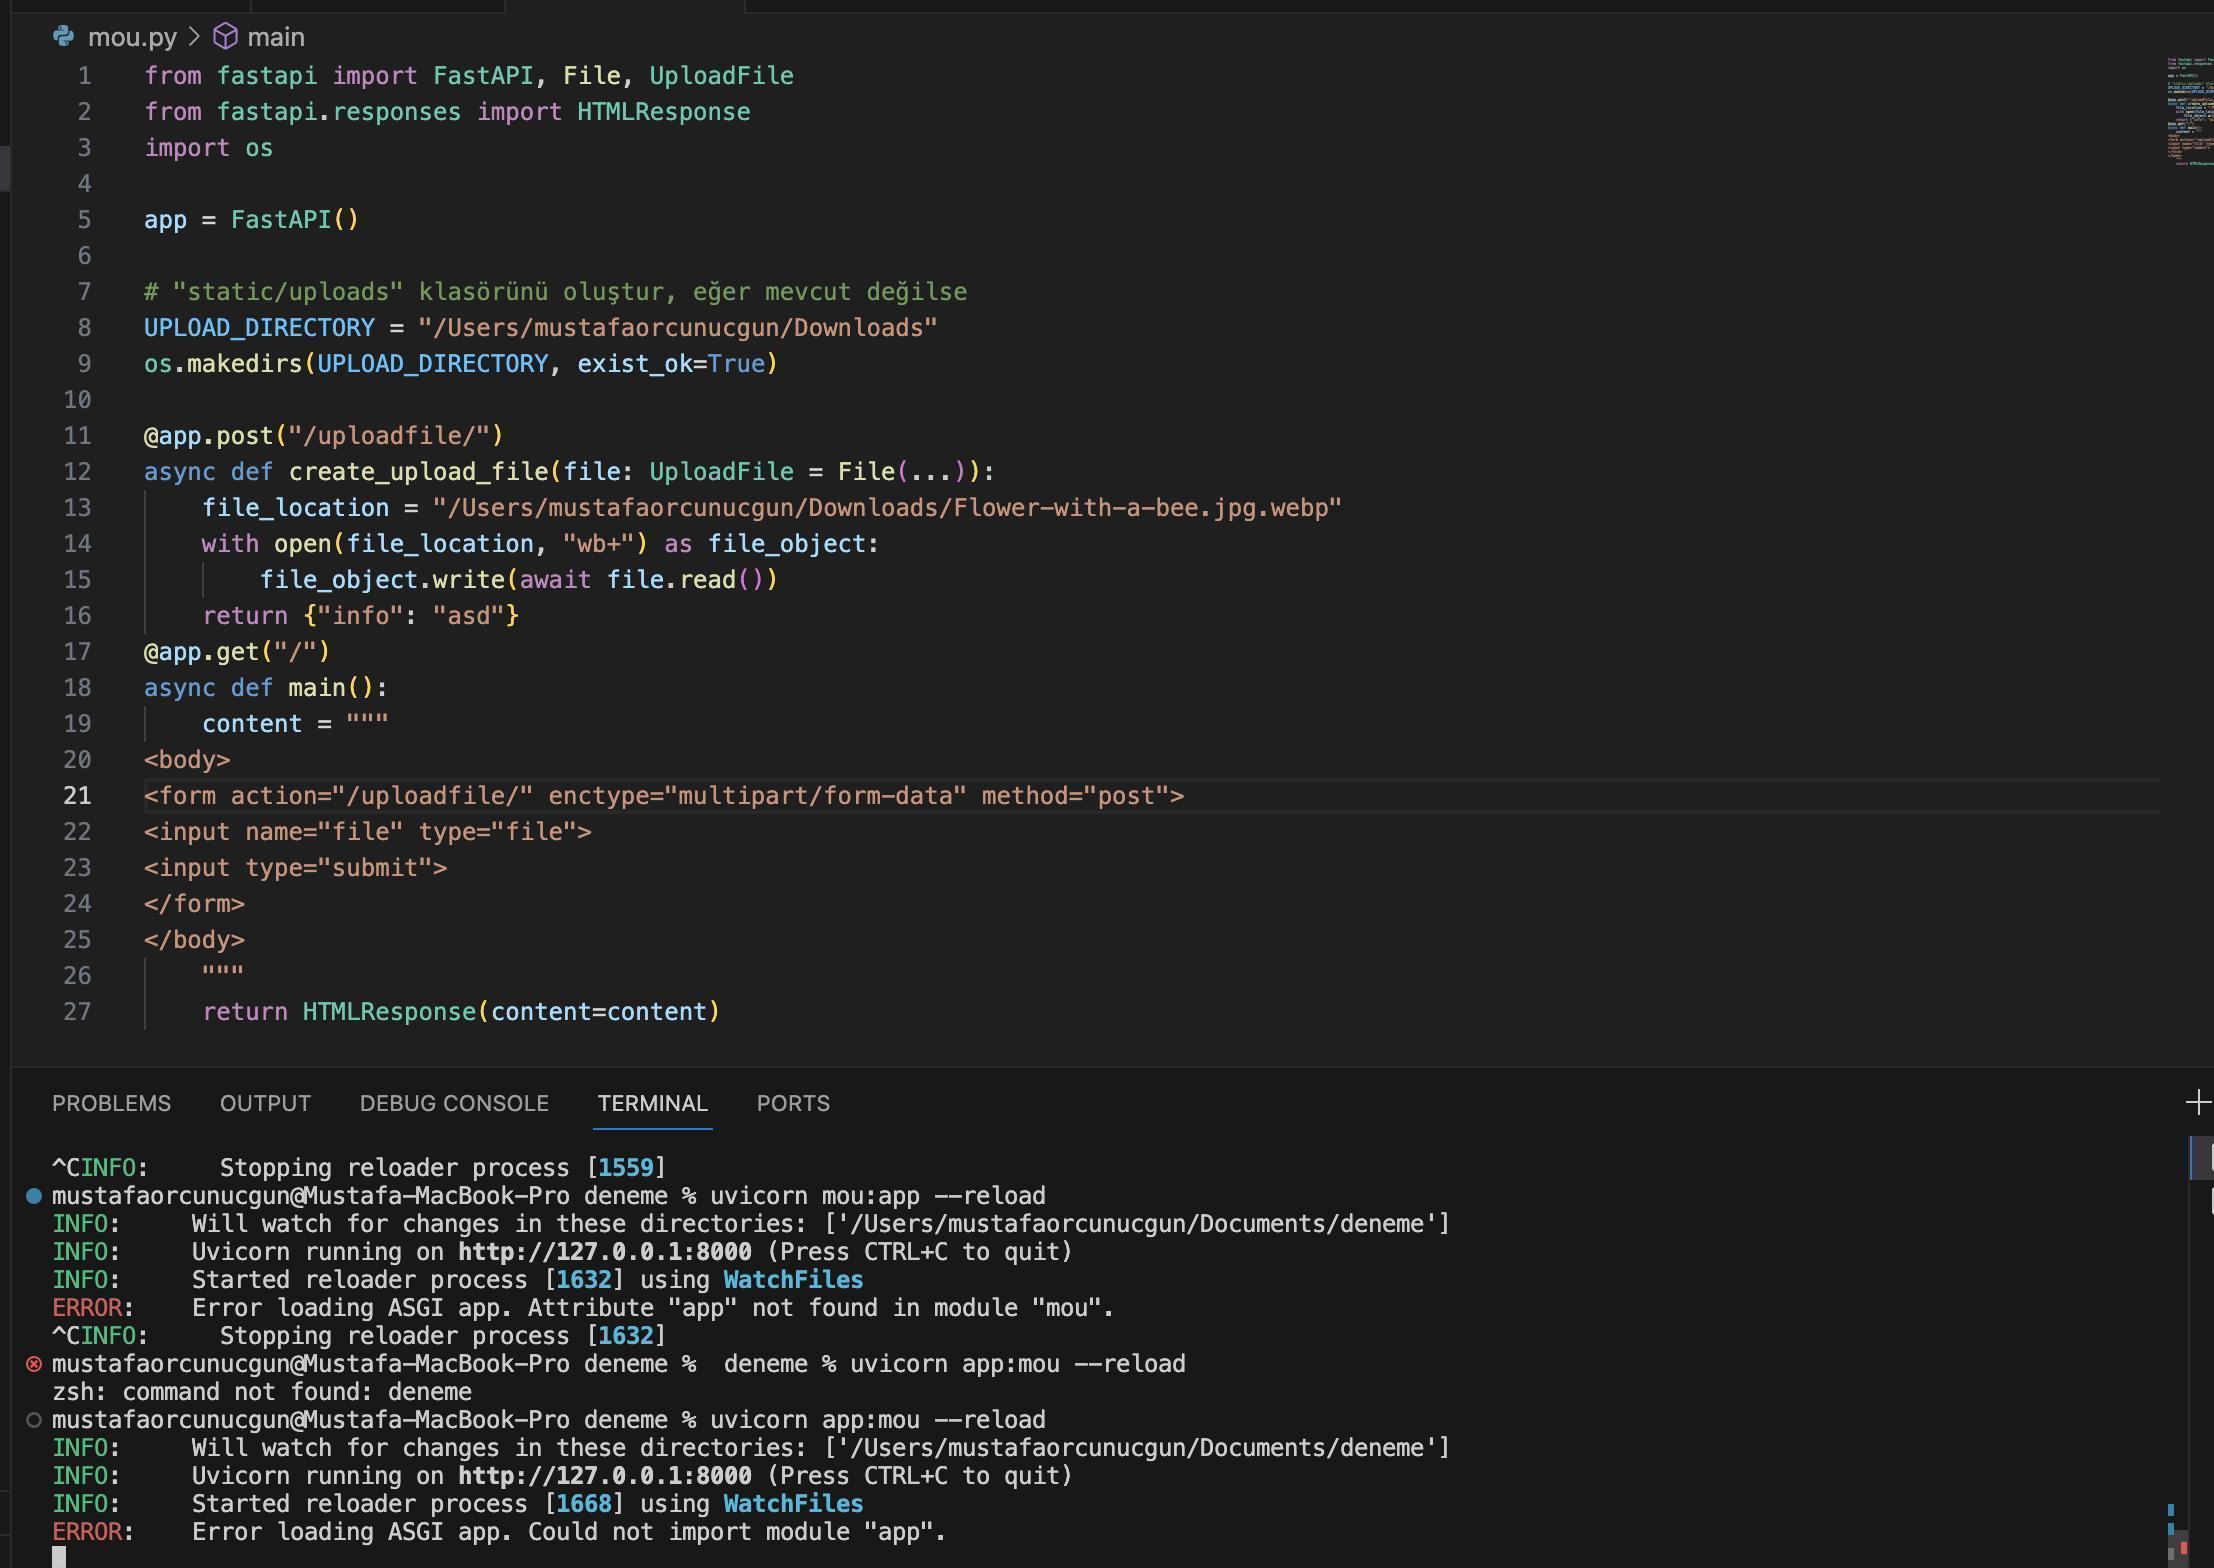 mou.py > main
1 from fastapi import FastAPI, File, UploadFile
2 from fastapi.responses import HTMLResponse
3 import os
4
5 app = FastAPI()
6
7 # "static/uploads" klasörünü oluştur, eğer mevcut değilse
8 UPLOAD_DIRECTORY = "/Users/mustafaorcunucgun/Downloads"
9 os.makedirs(UPLOAD_DIRECTORY, exist_ok=True)
10
11 @app.post("/uploadfile/")
12 async def create_upload_file(file: UploadFile = File(...)):
13     file_location = "/Users/mustafaorcunucgun/Downloads/Flower-with-a-bee.jpg.webp"
14     with open(file_location, "wb+") as file_object:
15         file_object.write(await file.read())
16     return {"info": "asd"}
17 @app.get("/")
18 async def main():
19     content = """
20 <body>
21 <form action="/uploadfile/" enctype="multipart/form-data" method="post">
22 <input name="file" type="file">
23 <input type="submit">
24 </form>
25 </body>
26     """
27     return HTMLResponse(content=content)
PROBLEMS OUTPUT DEBUG CONSOLE TERMINAL PORTS
^CINFO:     Stopping reloader process [1559]
mustafaorcunucgun@Mustafa-MacBook-Pro deneme % uvicorn mou:app --reload
INFO:     Will watch for changes in these directories: ['/Users/mustafaorcunucgun/Documents/deneme']
INFO:     Uvicorn running on http://127.0.0.1:8000 (Press CTRL+C to quit)
INFO:     Started reloader process [1632] using WatchFiles
ERROR:    Error loading ASGI app. Attribute "app" not found in module "mou".
^CINFO:     Stopping reloader process [1632]
mustafaorcunucgun@Mustafa-MacBook-Pro deneme %  deneme % uvicorn app:mou --reload
zsh: command not found: deneme
mustafaorcunucgun@Mustafa-MacBook-Pro deneme % uvicorn app:mou --reload
INFO:     Will watch for changes in these directories: ['/Users/mustafaorcunucgun/Documents/deneme']
INFO:     Uvicorn running on http://127.0.0.1:8000 (Press CTRL+C to quit)
INFO:     Started reloader process [1668] using WatchFiles
ERROR:    Error loading ASGI app. Could not import module "app".